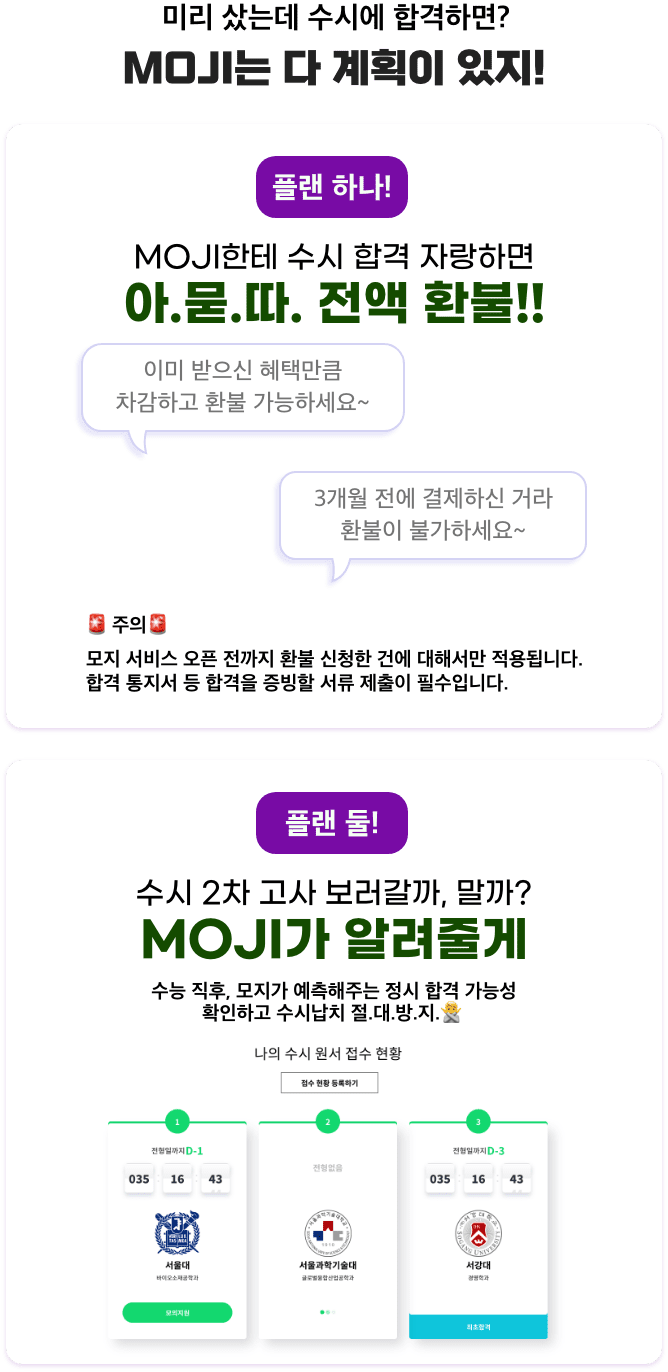 미리 샀는데 수시에 합격하면?
MOJI는 다 계획이 있지!
플랜 하나!
MOJI한테 수시 합격 자랑하면
아.묻.따. 전액 환불!!
이미 받으신 혜택만큼
차감하고 환불 가능하세요~
3개월 전에 결제하신 거라
환불이 불가하세요~
🚨 주의🚨
모지 서비스 오픈 전까지 환불 신청한 건에 대해서만 적용됩니다.
합격 통지서 등 합격을 증빙할 서류 제출이 필수입니다.
플랜 둘!
수시 2차 고사 보러갈까, 말까?
MOJI가 알려줄게
수능 직후, 모지가 예측해주는 정시 합격 가능성
확인하고 수시납치 절.대.방.지.🙅
나의 수시 원서 접수 현황
접수 현황 등록하기
1
전형일까지D-1
035 16 43
서울대
바이오소재공학과
모의지원
2
전형없음
서울과학기술대
글로벌융합산업공학과
3
전형일까지D-3
035 16 43
서강대
경영학과
최초합격